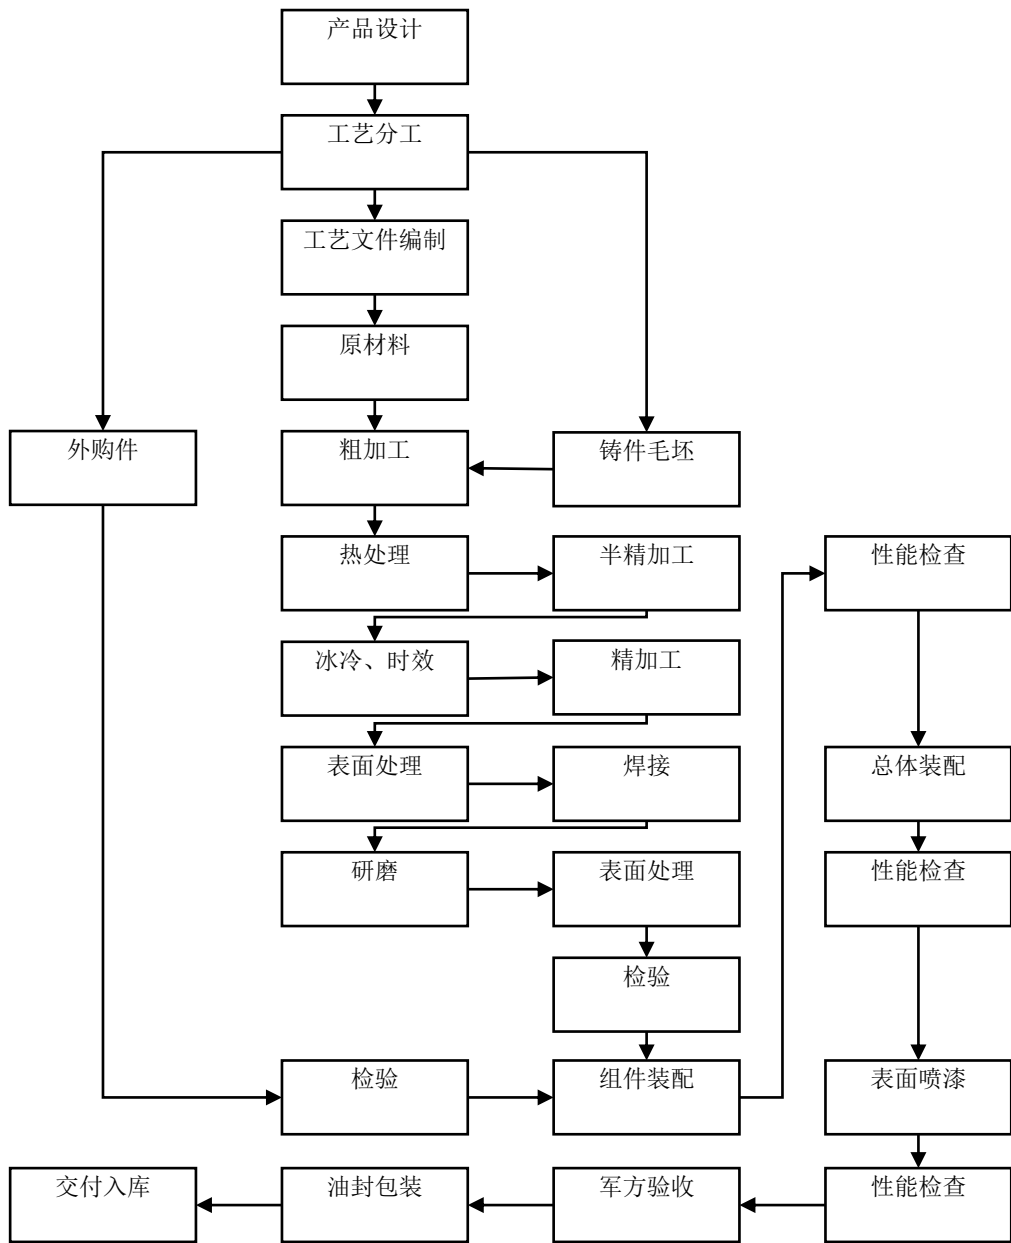 产品设计
工艺分工
工艺文件编制
原材料
外购件
粗加工
铸件毛坯
热处理
半精加工
性能检查
冰冷、时效
精加工
表面处理
焊接
总体装配
研磨
表面处理
性能检查
检验
检验
组件装配
表面喷漆
交付入库
油封包装
军方验收
性能检查